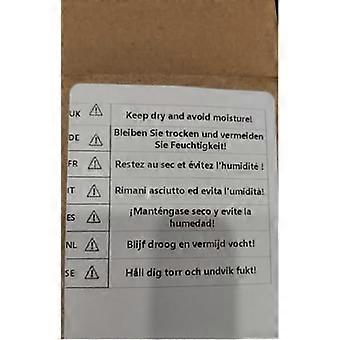 UK ⚠ Keep dry and avoid moisture!
DE ⚠ Bleiben Sie trocken und vermeiden
Sie Feuchtigkeit!
FR ⚠ Restez au sec et évitez l'humidité !
IT ⚠ Rimani asciutto ed evita l'umidità!
ES ⚠ ¡Manténgase seco y evite la
humedad!
NL ⚠ Blijf droog en vermijd vocht!
SE ⚠ Håll dig torr och undvik fukt!